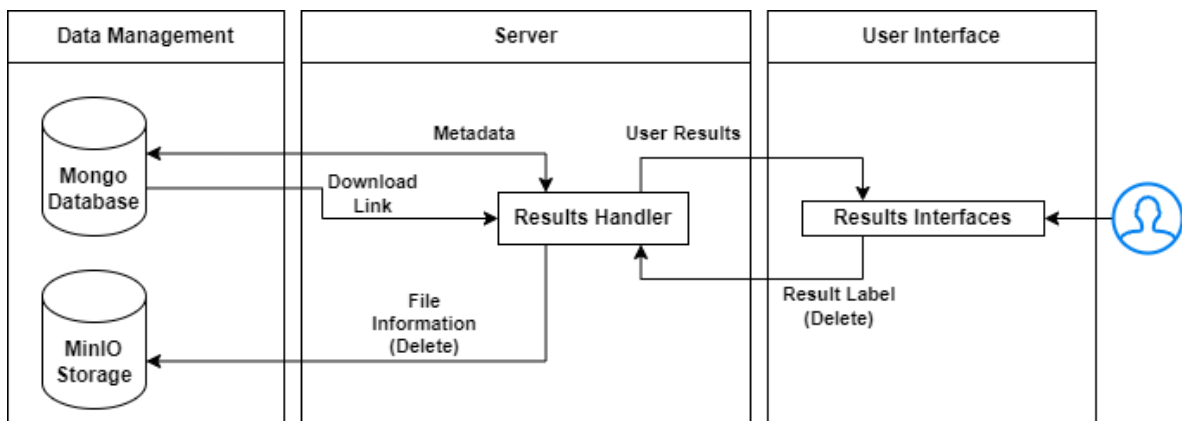 Data Management
Server
User Interface
Metadata
User Results
Mongo
Database
Download
Link
Results Handler
Results Interfaces
File
Information
(Delete)
Result Label
(Delete)
MinIO
Storage